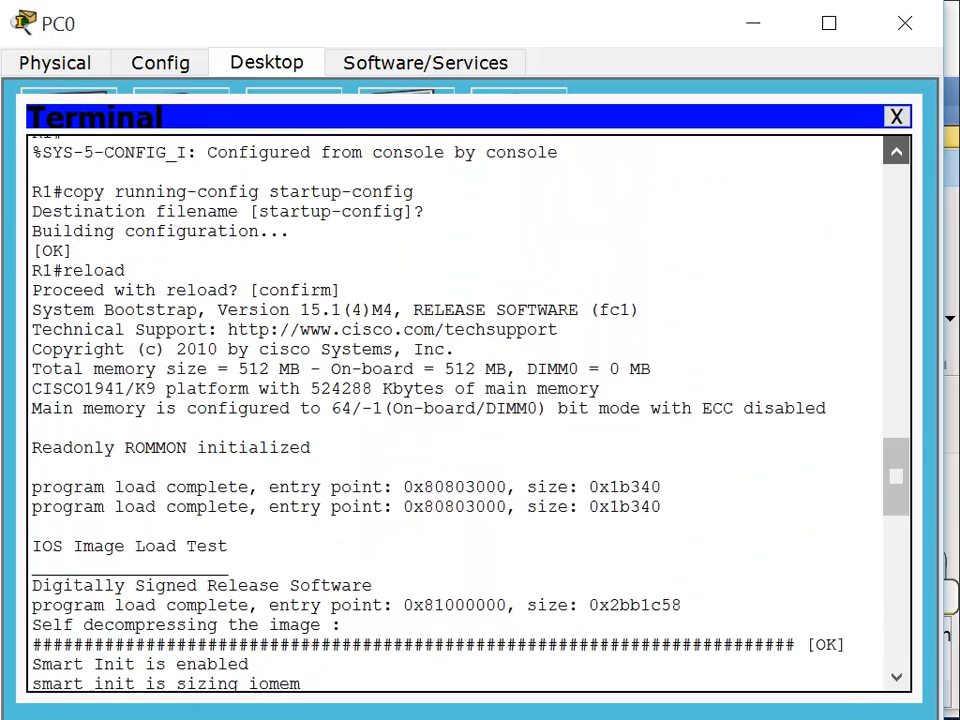 PC0
Physical Config Desktop Software/Services
Terminal X
R1#
%SYS-5-CONFIG_I: Configured from console by console
R1#copy running-config startup-config
Destination filename [startup-config]?
Building configuration...
[OK]
R1#reload
Proceed with reload? [confirm]
System Bootstrap, Version 15.1(4)M4, RELEASE SOFTWARE (fc1)
Technical Support: http://www.cisco.com/techsupport
Copyright (c) 2010 by cisco Systems, Inc.
Total memory size = 512 MB - On-board = 512 MB, DIMM0 = 0 MB
CISCO1941/K9 platform with 524288 Kbytes of main memory
Main memory is configured to 64/-1(On-board/DIMM0) bit mode with ECC disabled
Readonly ROMMON initialized
program load complete, entry point: 0x80803000, size: 0x1b340
program load complete, entry point: 0x80803000, size: 0x1b340
IOS Image Load Test
___________________
Digitally Signed Release Software
program load complete, entry point: 0x81000000, size: 0x2bb1c58
Self decompressing the image :
########################################################################## [OK]
Smart Init is enabled
smart init is sizing iomem